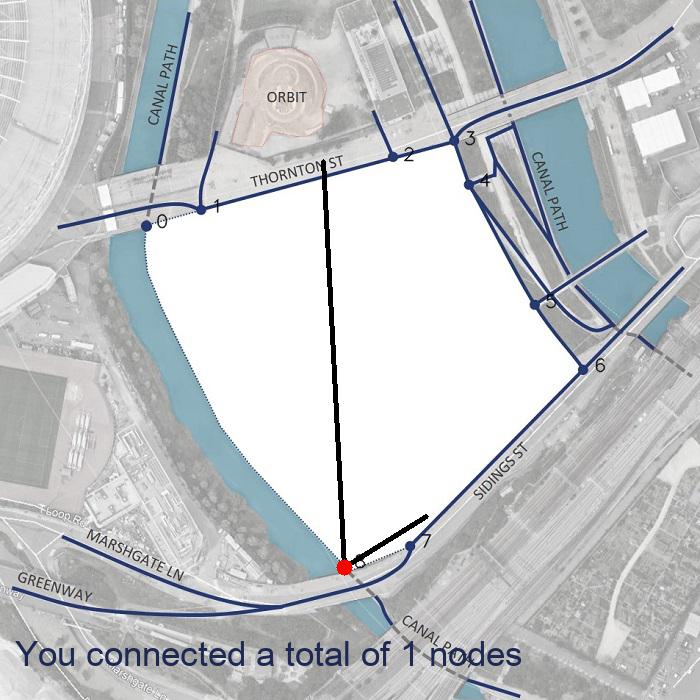 CANAL PATH
ORBIT
THORNTON ST
3
2
4
CANAL PATH
1
0
5
6
SIDINGS ST
7
8
MARSHGATE LN
GREENWAY
CANAL PATH
You connected a total of 1 nodes